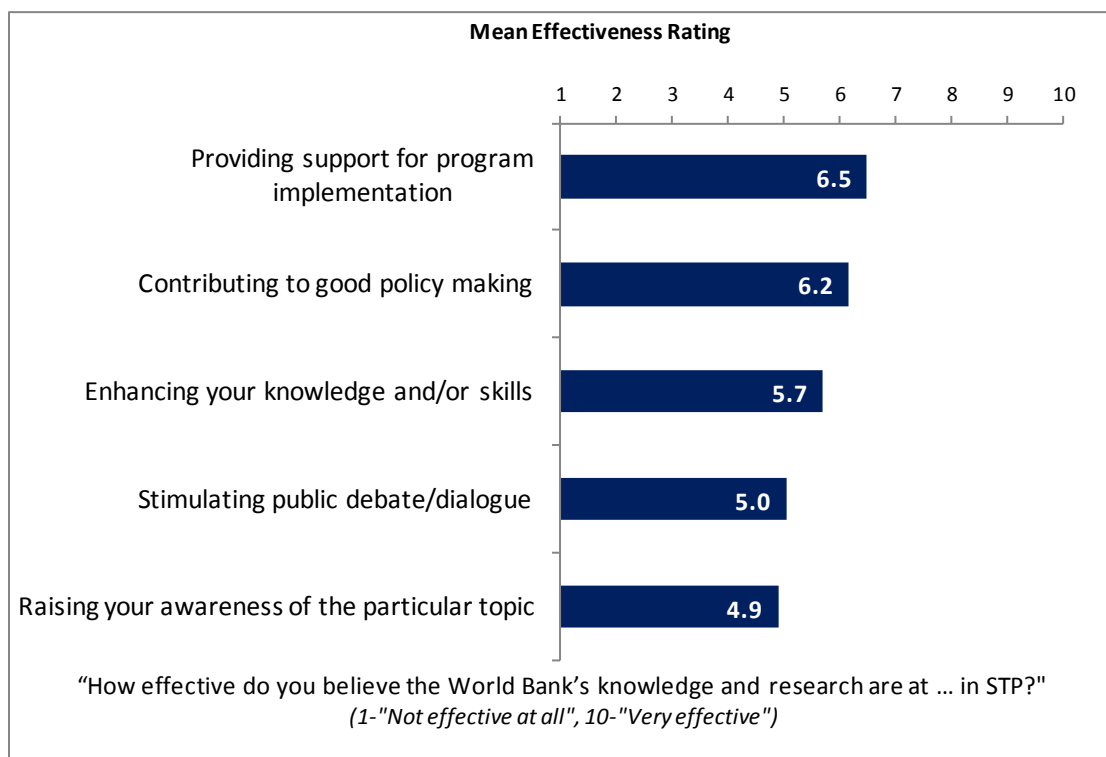 Mean Effectiveness Rating
1 2 3 4 5 6 7 8 9 10
Providing support for program
implementation
6.5
Contributing to good policy making
6.2
Enhancing your knowledge and/or skills
5.7
Stimulating public debate/dialogue
5.0
Raising your awareness of the particular topic
4.9
“How effective do you believe the World Bank’s knowledge and research are at ... in STP?"
(1-"Not effective at all", 10-"Very effective")